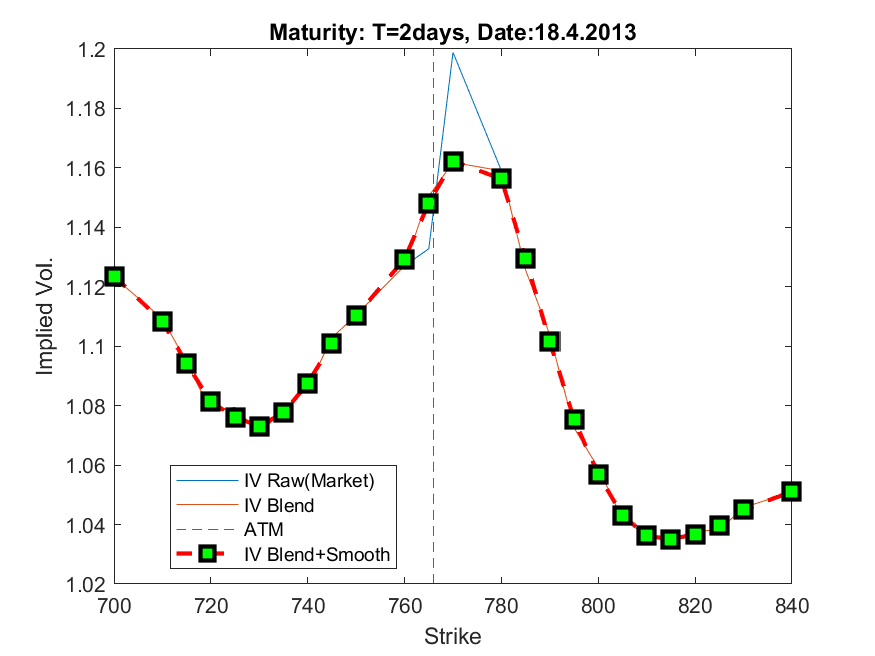 Maturity: T=2days, Date:18.4.2013
1.2
1.18
1.16
1.14
1.12
1.1
1.08
1.06
1.04
1.02
Implied Vol.
IV Raw(Market)
IV Blend
ATM
IV Blend+Smooth
700 720 740 760 780 800 820 840
Strike